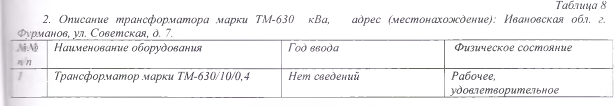 Таблица 8
2. Описание трансформатора марки ТМ-630 кВа, адрес (местонахождение): Ивановская обл. г.
Фурманов, ул. Советская, д. 7.
№№ Наименование оборудования Год ввода Физическое состояние
п/п
1 Трансформатор марки ТМ-630/10/0,4 Нет сведений Рабочее,
удовлетворительное